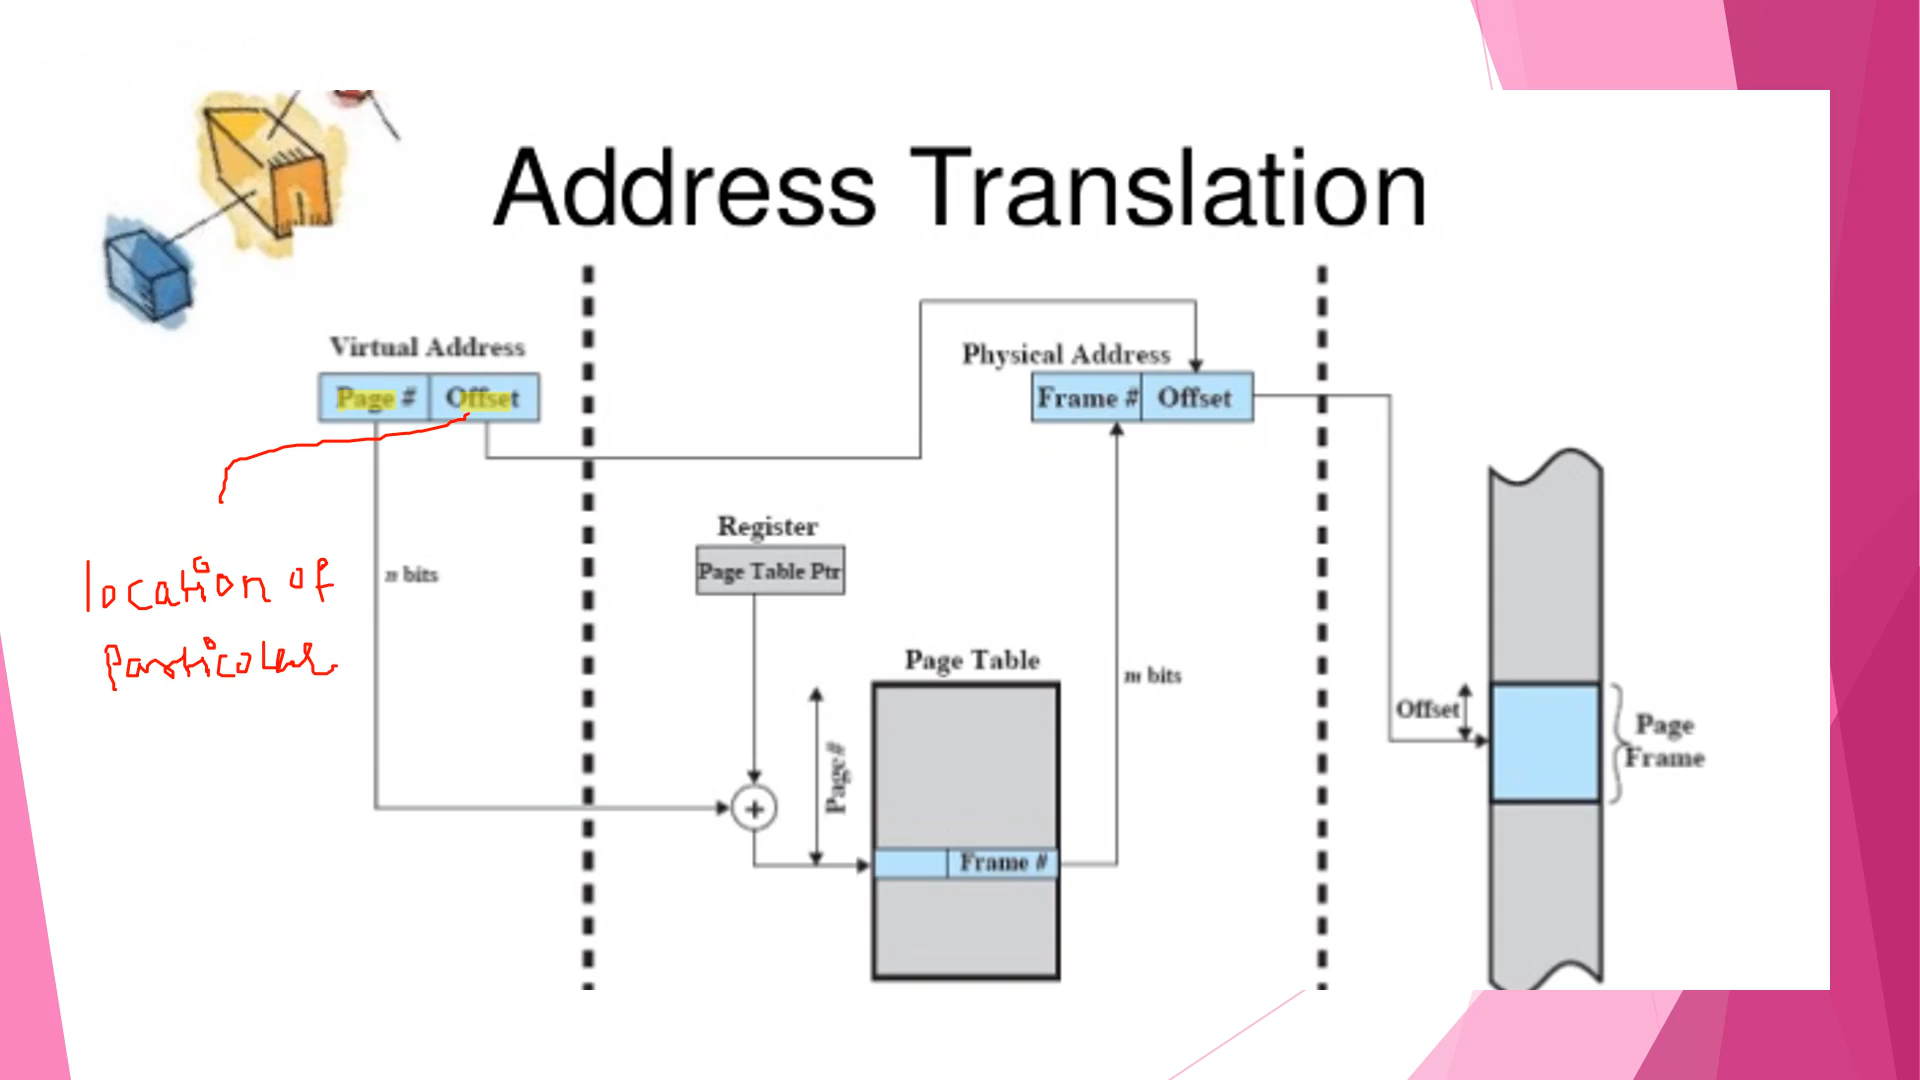 Address Translation
Virtual Address
Page # Offset
Physical Address
Frame # Offset
location of
particular
n bits
Register
Page Table Ptr
Page Table
m bits
Page#
+
Frame #
Offset
Page
Frame